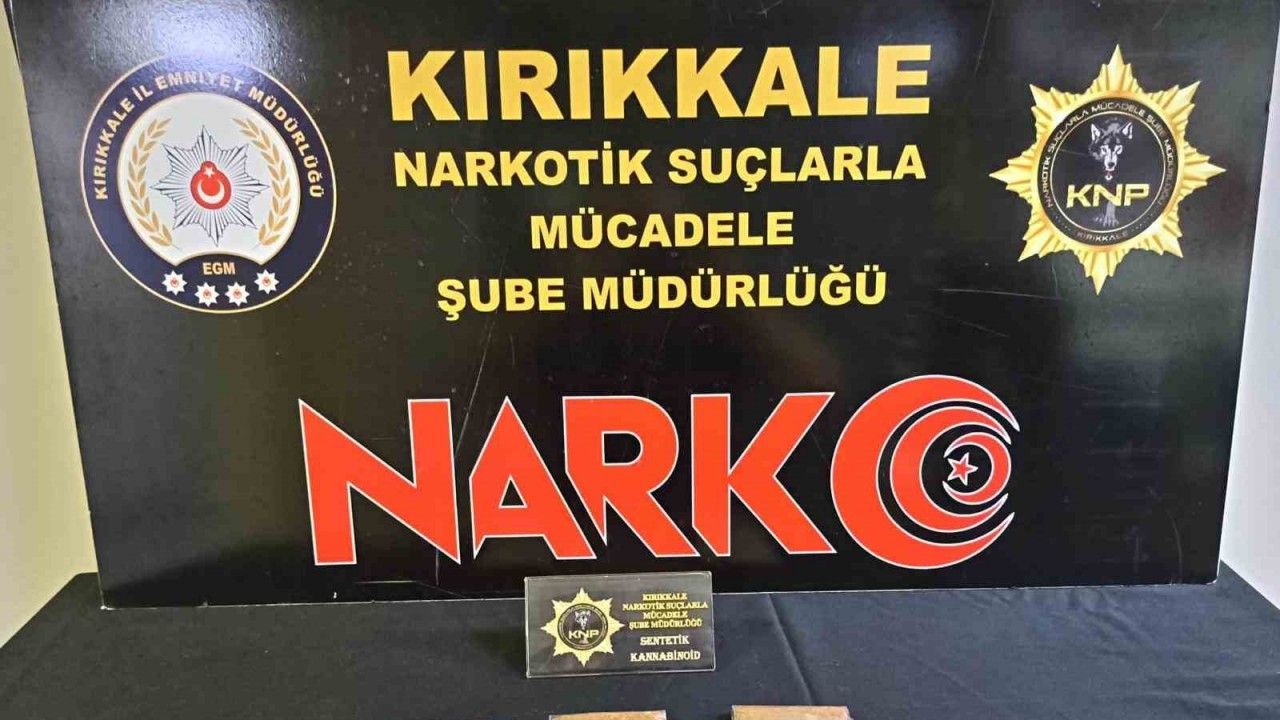 KIRIKKALE İL EMNİYET MÜDÜRLÜĞÜ
EGM
KIRIKKALE
NARKOTİK SUÇLARLA
MÜCADELE
ŞUBE MÜDÜRLÜĞÜ
NARKOTİK SUÇLARLA MÜCADELE ŞUBE MÜDÜRLÜĞÜ
KNP
KIRIKKALE
NARKO
KNP
KIRIKKALE
NARKOTİK SUÇLARLA
MÜCADELE
ŞUBE MÜDÜRLÜĞÜ
SENTETİK
KANNABİNOİD